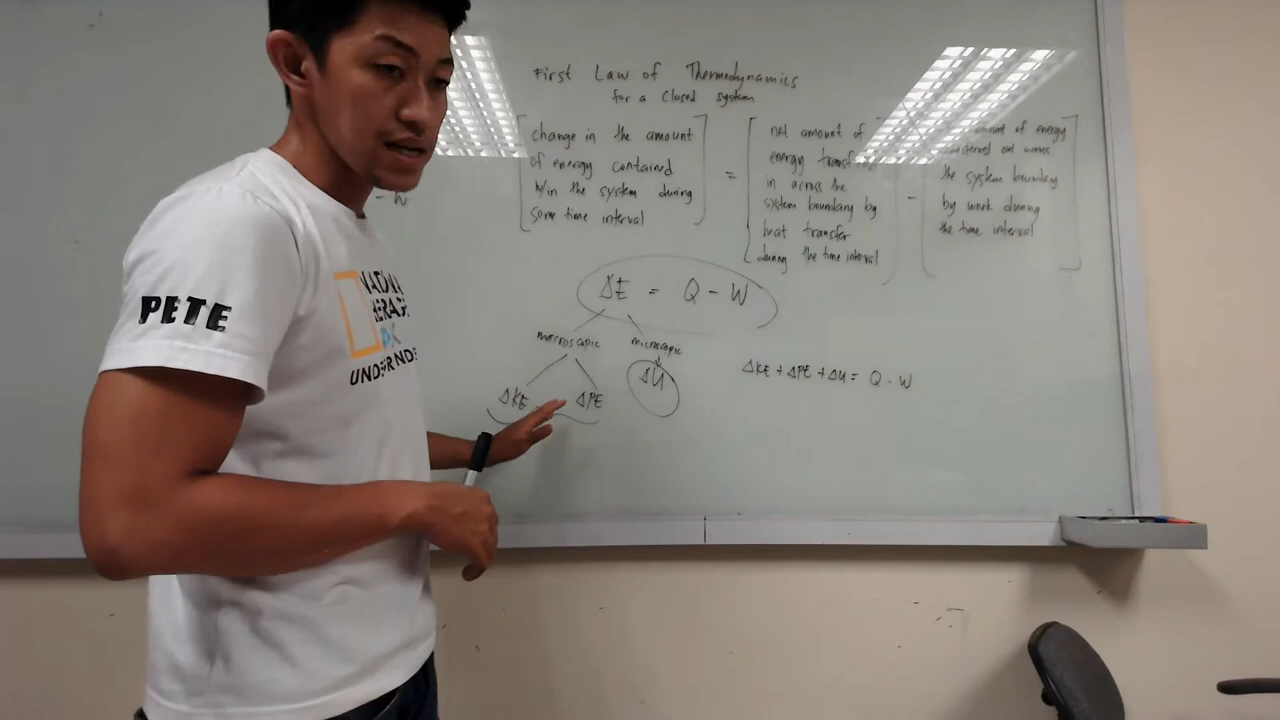 First Law of Thermodynamics
for a Closed system
change in the amount
of energy contained
w/in the system during
some time interval
=
net amount of
energy
in across the
system boundary by
heat transfer
during the time interval
-
amount of energy
out across
the system boundary
by work during
the time interval
- W
ΔE = Q - W
macroscopic
microscopic
ΔKE ΔPE
ΔU
ΔKE + ΔPE + ΔU = Q - W
PETE